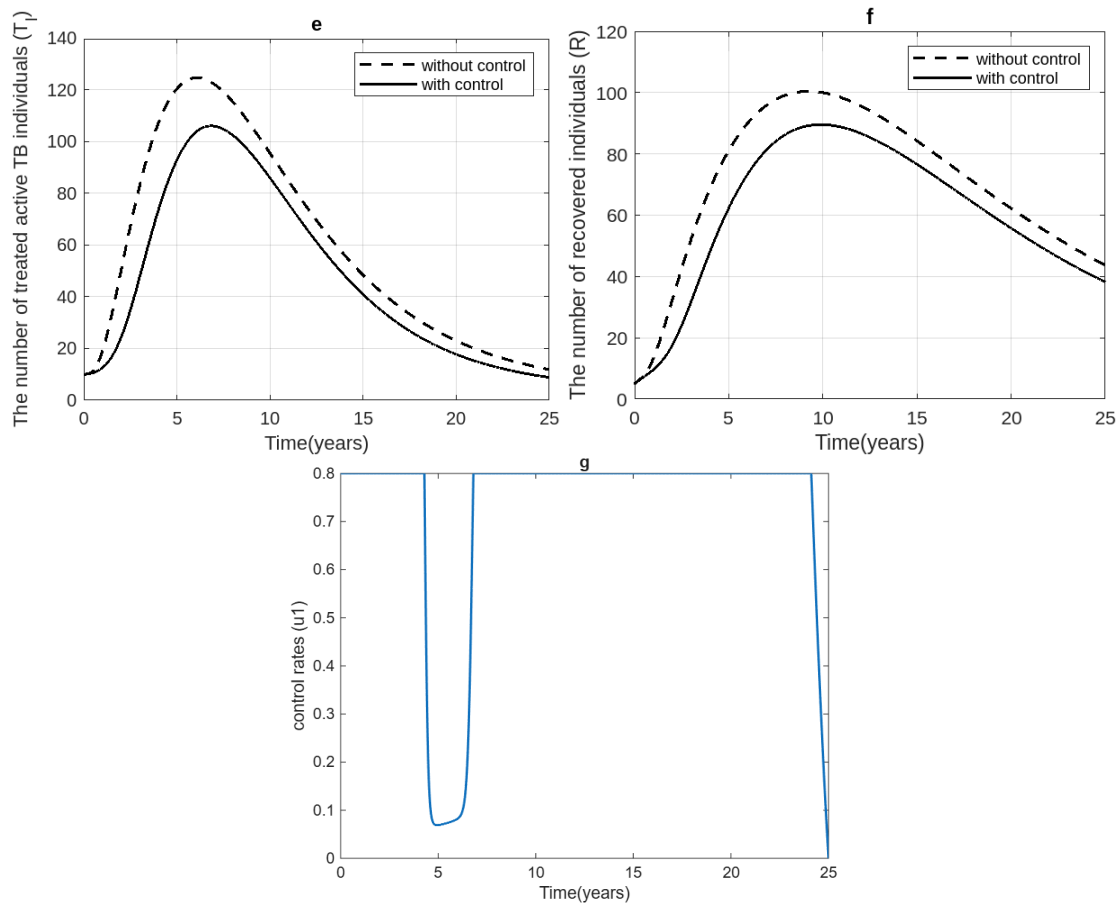 e
The number of treated active TB individuals (T_I)
140
120
100
80
60
40
20
0
0 5 10 15 20 25
Time(years)
without control
with control
f
The number of recovered individuals (R)
120
100
80
60
40
20
0
0 5 10 15 20 25
Time(years)
without control
with control
g
control rates (u1)
0.8
0.7
0.6
0.5
0.4
0.3
0.2
0.1
0
0 5 10 15 20 25
Time(years)